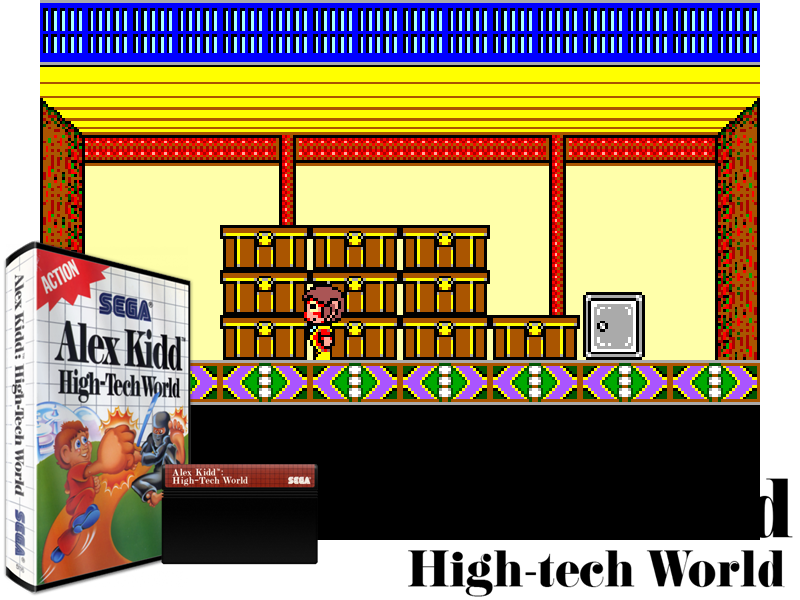 ACTION
SEGA®
Alex Kidd™
High-Tech World
Alex Kidd: High-Tech World
SEGA
Alex Kidd™:
High-Tech World
SEGA
d
High-tech World